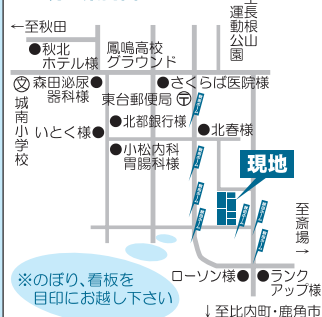 ←至秋田
長根山
運動公園
●秋北
ホテル様
鳳鳴高校
グラウンド
文
森田泌尿●
器科様
●さくらば医院様
東台郵便局〒
城南小学校
いとく様●
●北都銀行様
●北春様
●小松内科
胃腸科様
現地
至斎場→
ローソン様●
●ランク
アップ様
※のぼり、看板を
目印にお越し下さい
↓至比内町・鹿角市